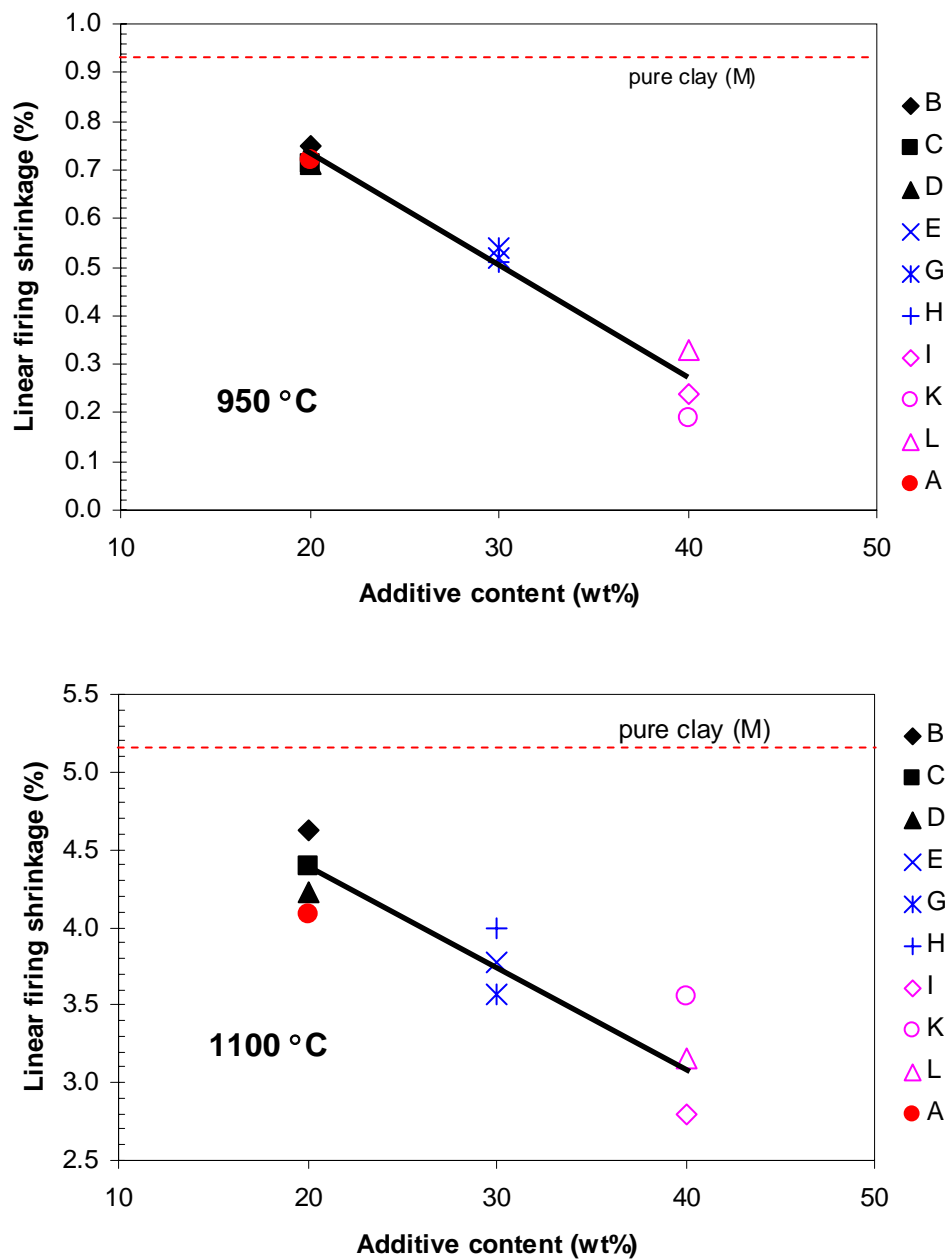 1.0
0.9
0.8
0.7
0.6
0.5
0.4
0.3
0.2
0.1
0.0
Linear firing shrinkage (%)
pure clay (M)
950 °C
10 20 30 40 50
Additive content (wt%)
B
C
D
E
G
H
I
K
L
A
5.5
5.0
4.5
4.0
3.5
3.0
2.5
Linear firing shrinkage (%)
pure clay (M)
1100 °C
10 20 30 40 50
Additive content (wt%)
B
C
D
E
G
H
I
K
L
A